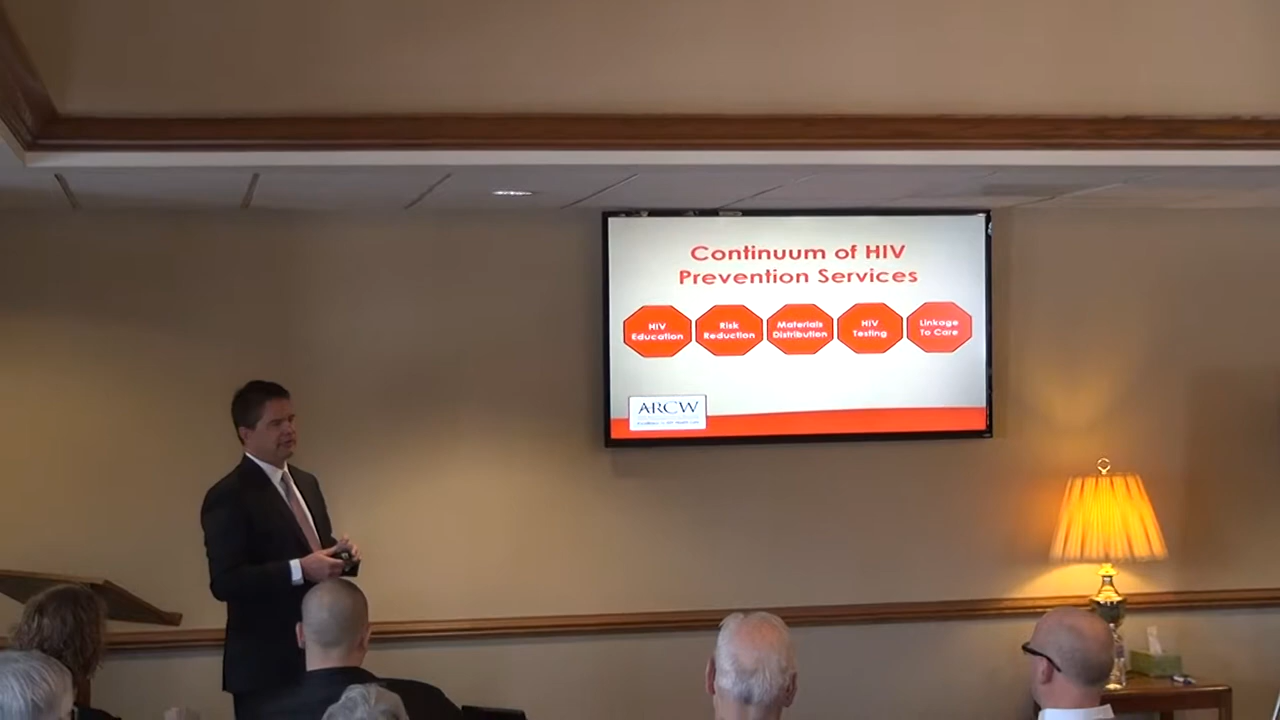 Continuum of HIV
Prevention Services
HIV
Education
Risk
Reduction
Materials
Distribution
HIV
Testing
Linkage
To Care
ARCW